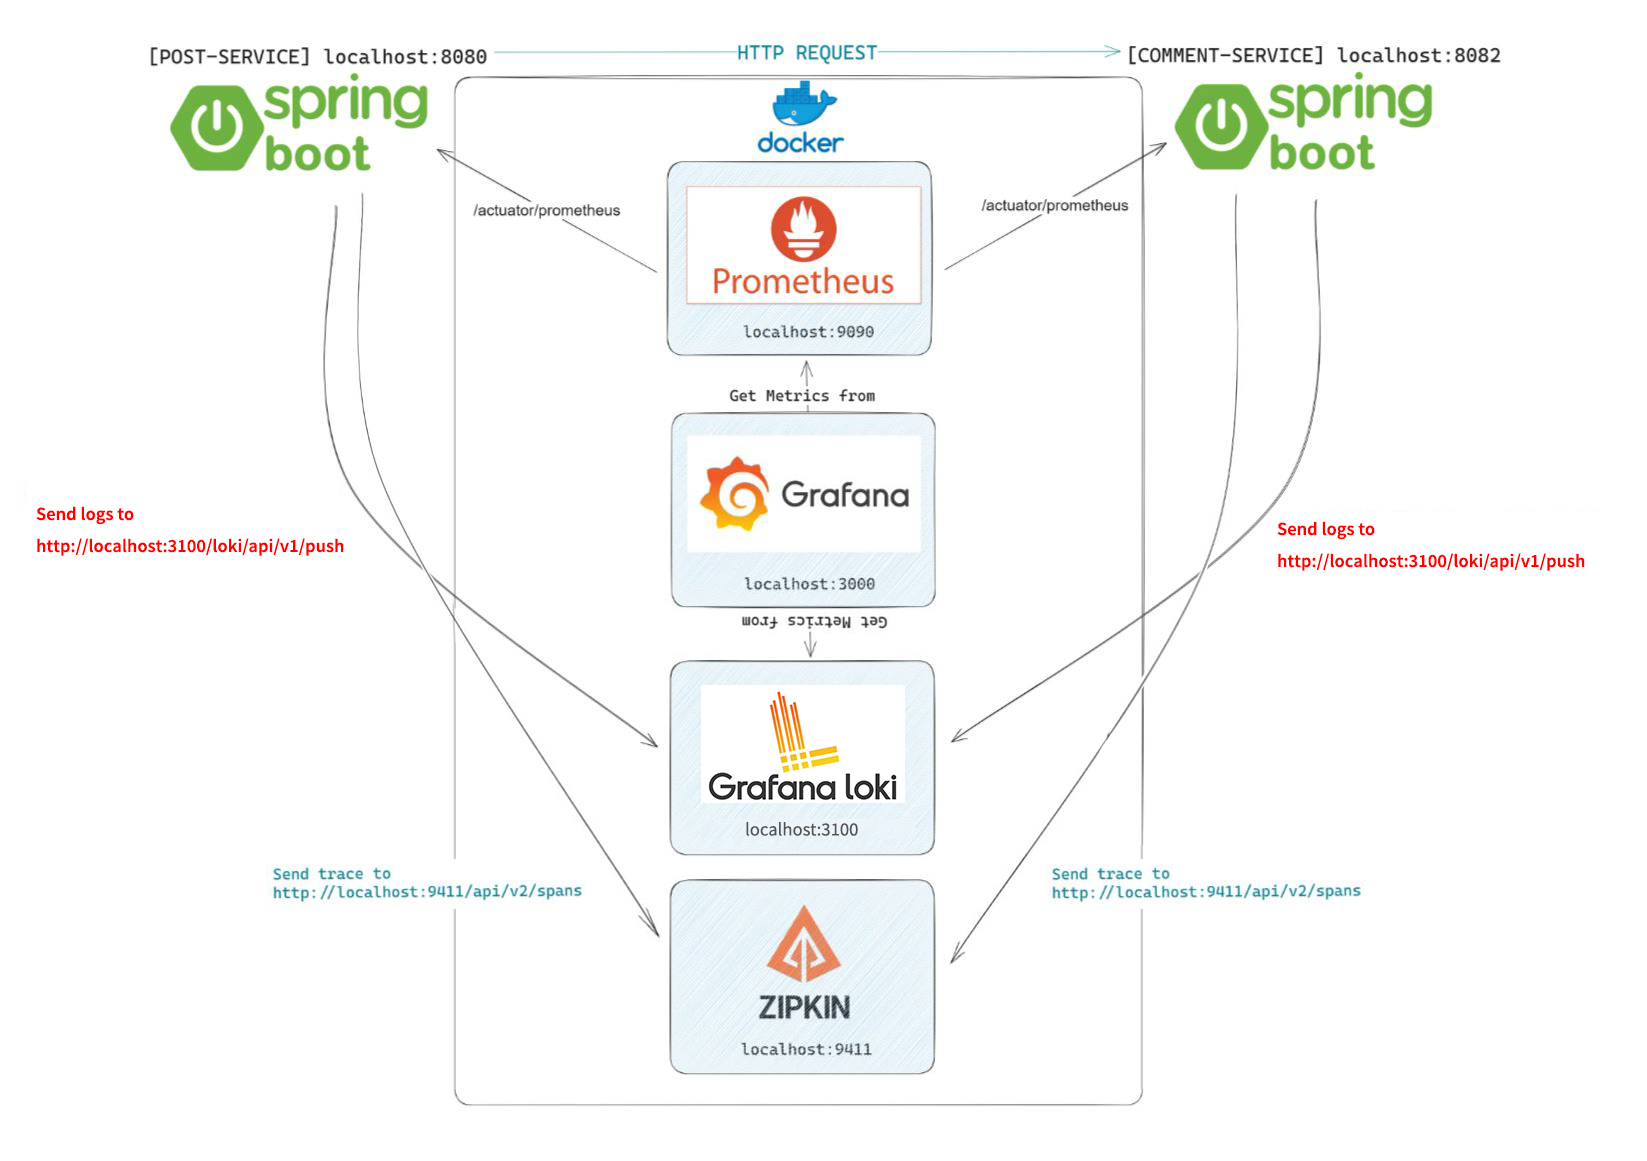 [POST-SERVICE] localhost:8080
HTTP REQUEST
[COMMENT-SERVICE] localhost:8082
spring
boot
docker
spring
boot
/actuator/prometheus
/actuator/prometheus
Prometheus
localhost:9090
Get Metrics from
Grafana
localhost:3000
Get Metrics from
Send logs to
http://localhost:3100/loki/api/v1/push
Send logs to
http://localhost:3100/loki/api/v1/push
Grafana loki
localhost:3100
Send trace to
http://localhost:9411/api/v2/spans
Send trace to
http://localhost:9411/api/v2/spans
ZIPKIN
localhost:9411